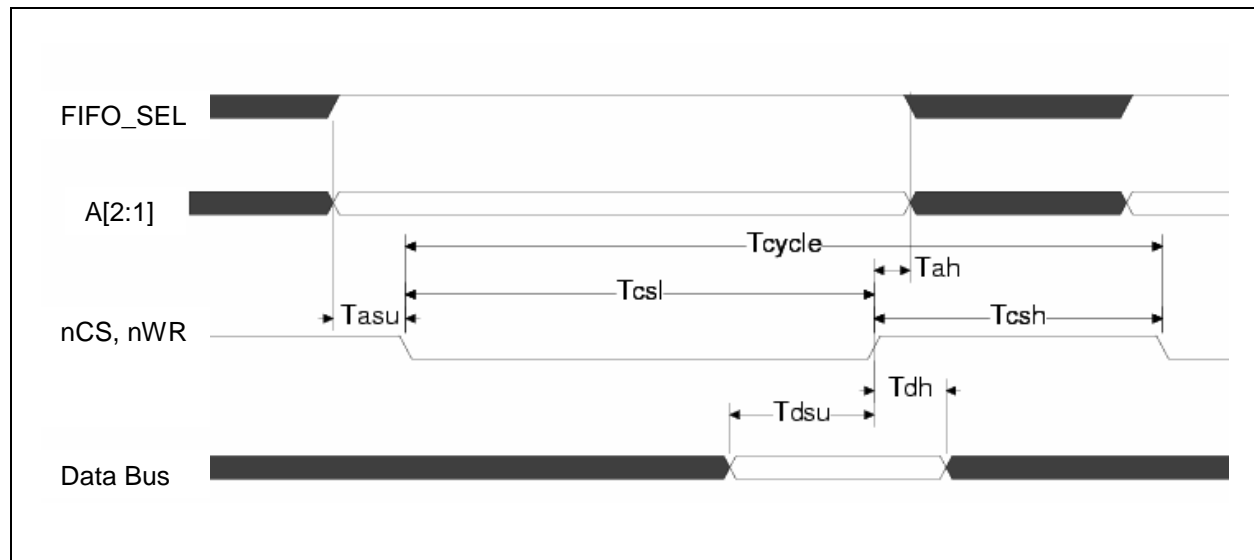 FIFO_SEL
A[2:1]
Tcycle
Tah
Tcsl
Tasu
Tcsh
nCS, nWR
Tdh
Tdsu
Data Bus